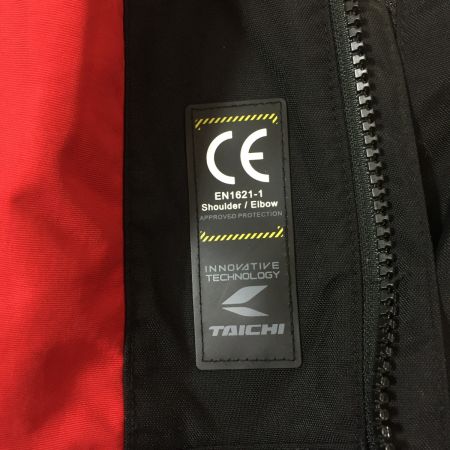 CE
EN1621-1
Shoulder / Elbow
APPROVED PROTECTION
INNOVATIVE
TECHNOLOGY
TAICHI